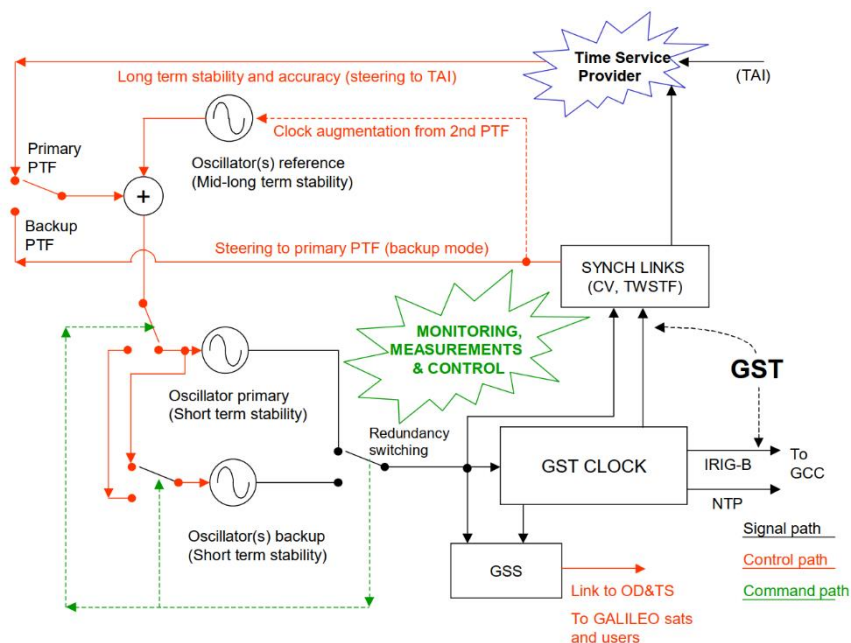 Time Service
Provider
(TAI)
Long term stability and accuracy (steering to TAI)
Clock augmentation from 2nd PTF
Oscillator(s) reference
(Mid-long term stability)
Primary
PTF
+
Backup
PTF
Steering to primary PTF (backup mode)
SYNCH LINKS
(CV, TWSTF)
MONITORING,
MEASUREMENTS
& CONTROL
GST
Oscillator primary
(Short term stability)
Redundancy
switching
GST CLOCK
IRIG-B
To
GCC
NTP
Oscillator(s) backup
(Short term stability)
GSS
Link to OD&TS
To GALILEO sats
and users
Signal path
Control path
Command path